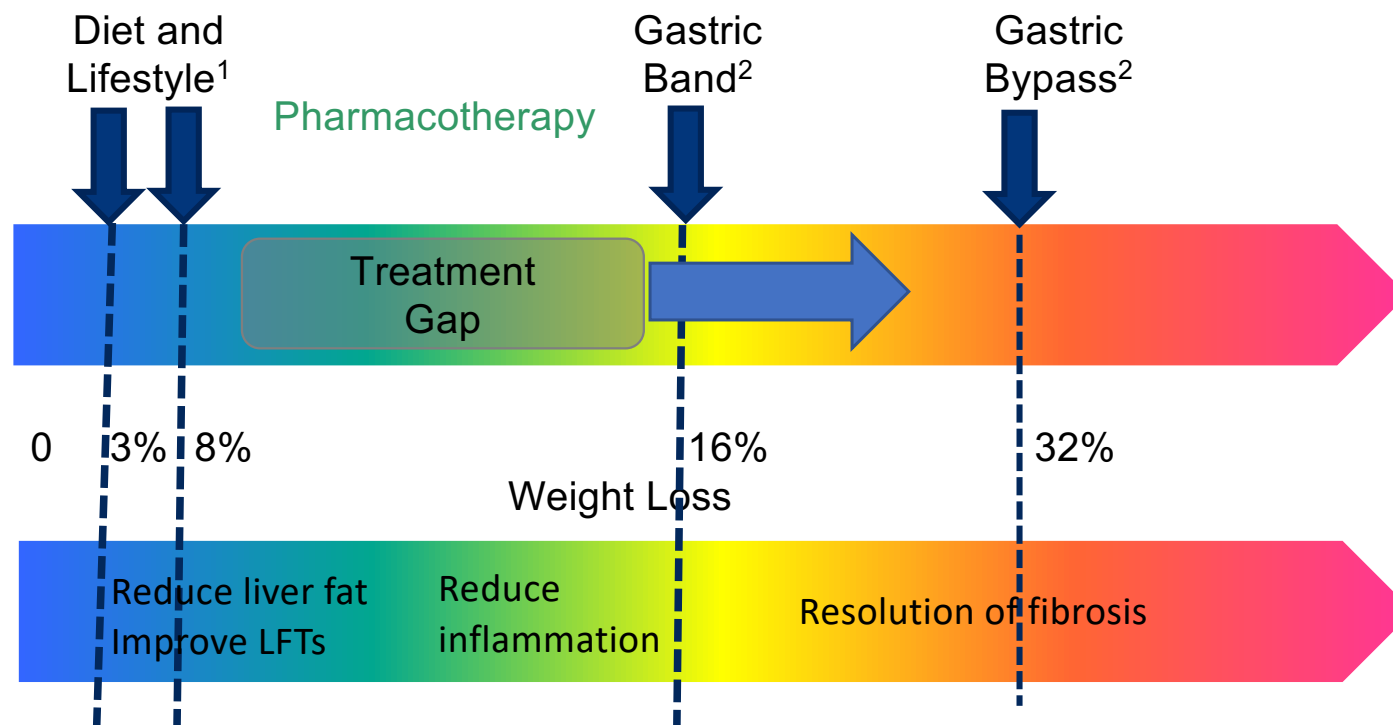 Diet and
Lifestyle¹
Pharmacotherapy
Gastric
Band²
Gastric
Bypass²
Treatment
Gap
0 3% 8% 16% 32%
Weight Loss
Reduce liver fat
Improve LFTs
Reduce
inflammation
Resolution of fibrosis